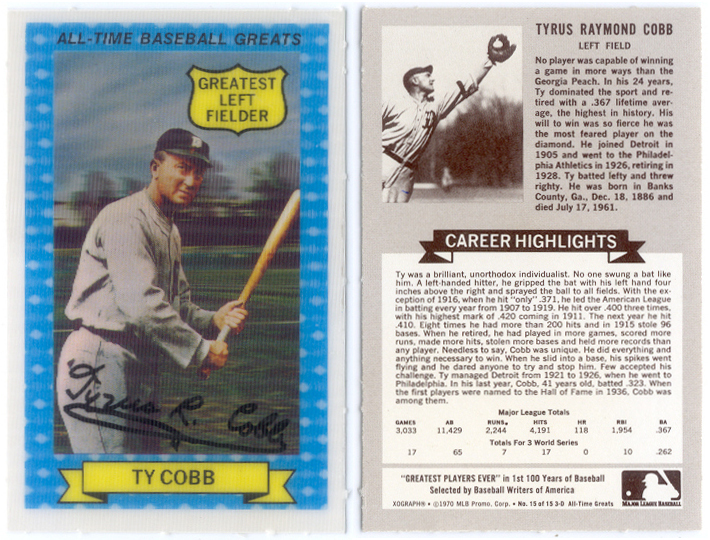 ALL-TIME BASEBALL GREATS
GREATEST
LEFT
FIELDER
Tyrus R. Cobb
TY COBB
TYRUS RAYMOND COBB
LEFT FIELD
No player was capable of winning
a game in more ways than the
Georgia Peach. In his 24 years,
Ty dominated the sport and re-
tired with a .367 lifetime aver-
age, the highest in history. His
will to win was so fierce he was
the most feared player on the
diamond. He joined Detroit in
1905 and went to the Philadel-
phia Athletics in 1926, retiring in
1928. Ty batted lefty and threw
righty. He was born in Banks
County, Ga., Dec. 18, 1886 and
died July 17, 1961.
CAREER HIGHLIGHTS
Ty was a brilliant, unorthodox individualist. No one swung a bat like
him. A left-handed hitter, he gripped the bat with his left hand four
inches above the right and sprayed the ball to all fields. With the ex-
ception of 1916, when he hit "only" .371, he led the American League
in batting every year from 1907 to 1919. He hit over .400 three times,
with his highest mark of .420 coming in 1911. The next year he hit
.410. Eight times he had more than 200 hits and in 1915 stole 96
bases. When he retired, he had played in more games, scored more
runs, made more hits, stolen more bases and held more records than
any player. Needless to say, Cobb was unique. He did everything and
anything necessary to win. When he slid into a base, his spikes went
flying and he dared anyone to try and stop him. Few accepted his
challenge. Ty managed Detroit from 1921 to 1926, when he went to
Philadelphia. In his last year, Cobb, 41 years old, batted .323. When
the first players were named to the Hall of Fame in 1936, Cobb was
among them.
Major League Totals
GAMES AB RUNS HITS HR RBI BA
3,033 11,429 2,244 4,191 118 1,954 .367
Totals For 3 World Series
17 65 7 17 0 10 .262
"GREATEST PLAYERS EVER" in 1st 100 Years of Baseball
Selected by Baseball Writers of America
XOGRAPH® • ©1970 MLB Promo. Corp. • No. 15 of 15 3-D All-Time Greats
MAJOR LEAGUE BASEBALL